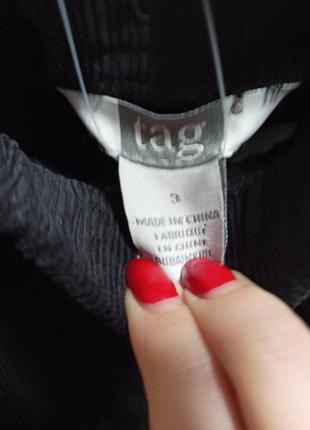 tag
3
MADE IN CHINA
FABRIQUÉ
EN CHINE